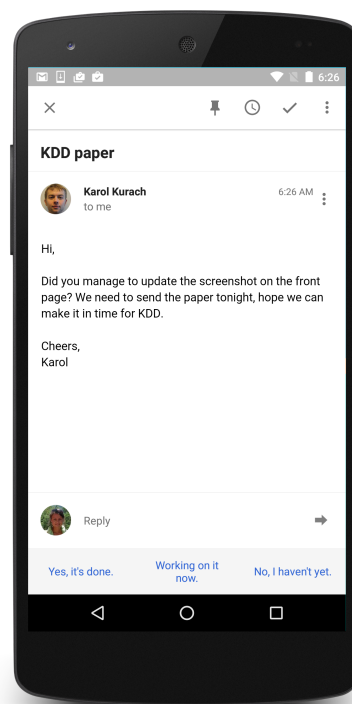 6:26
KDD paper
Karol Kurach
6:26 AM
to me
Hi,
Did you manage to update the screenshot on the front
page? We need to send the paper tonight, hope we can
make it in time for KDD.
Cheers,
Karol
Reply
Yes, it's done.
Working on it
now.
No, I haven't yet.